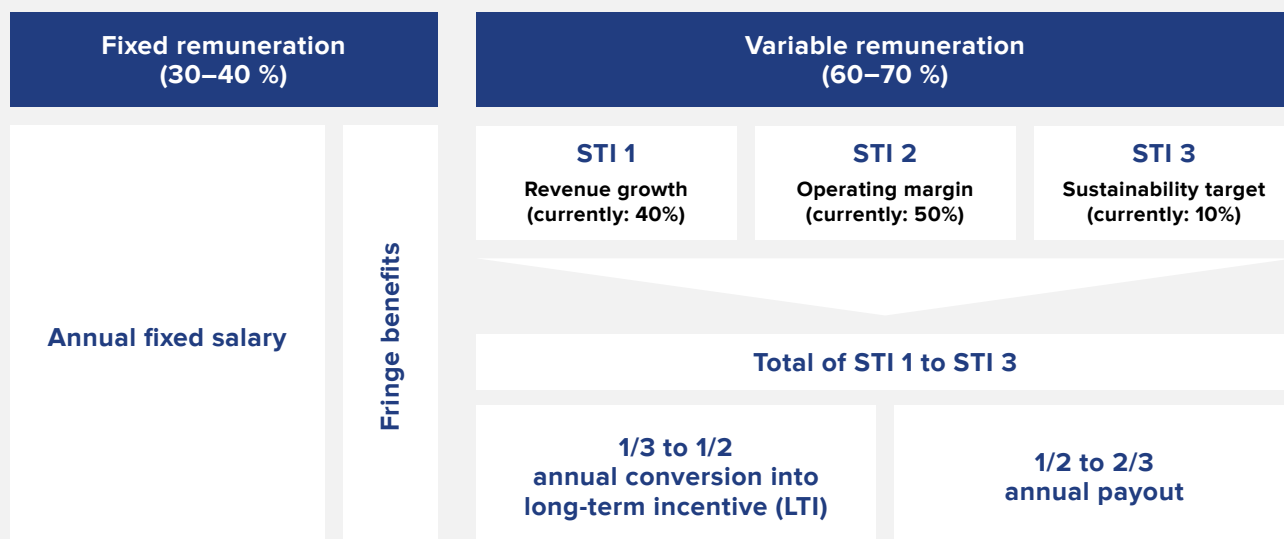 Fixed remuneration
(30–40 %)
Variable remuneration
(60–70 %)
Annual fixed salary
Fringe benefits
STI 1
Revenue growth
(currently: 40%)
STI 2
Operating margin
(currently: 50%)
STI 3
Sustainability target
(currently: 10%)
Total of STI 1 to STI 3
1/3 to 1/2
annual conversion into
long-term incentive (LTI)
1/2 to 2/3
annual payout